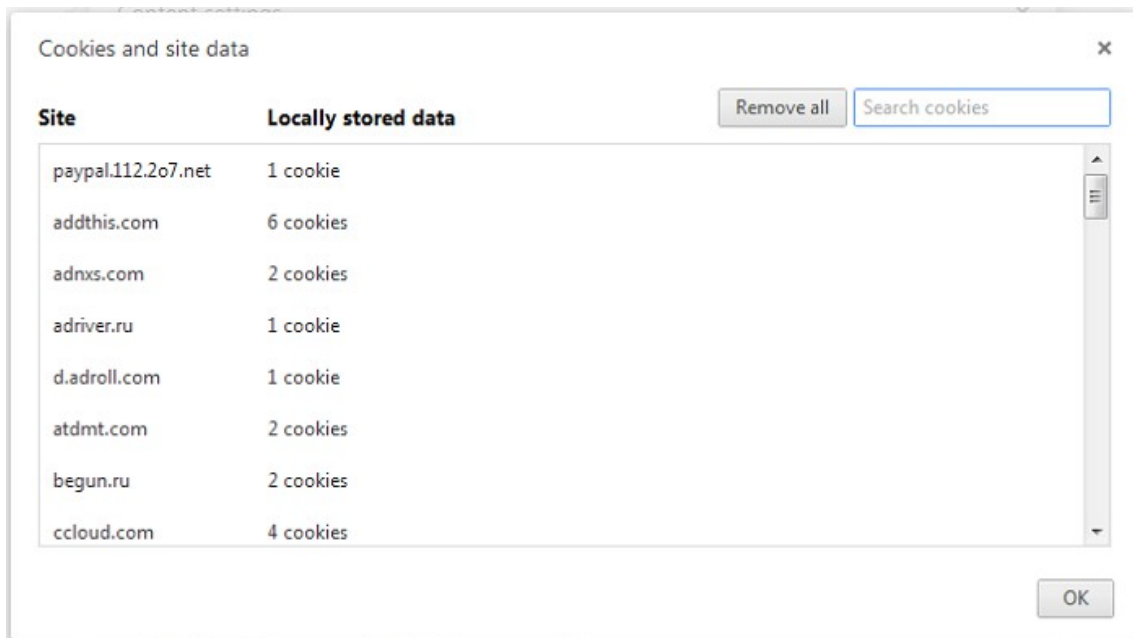 Content settings
Cookies and site data ×
Site Locally stored data Remove all Search cookies
paypal.112.2o7.net 1 cookie
addthis.com 6 cookies
adnxs.com 2 cookies
adriver.ru 1 cookie
d.adroll.com 1 cookie
atdmt.com 2 cookies
begun.ru 2 cookies
ccloud.com 4 cookies
OK